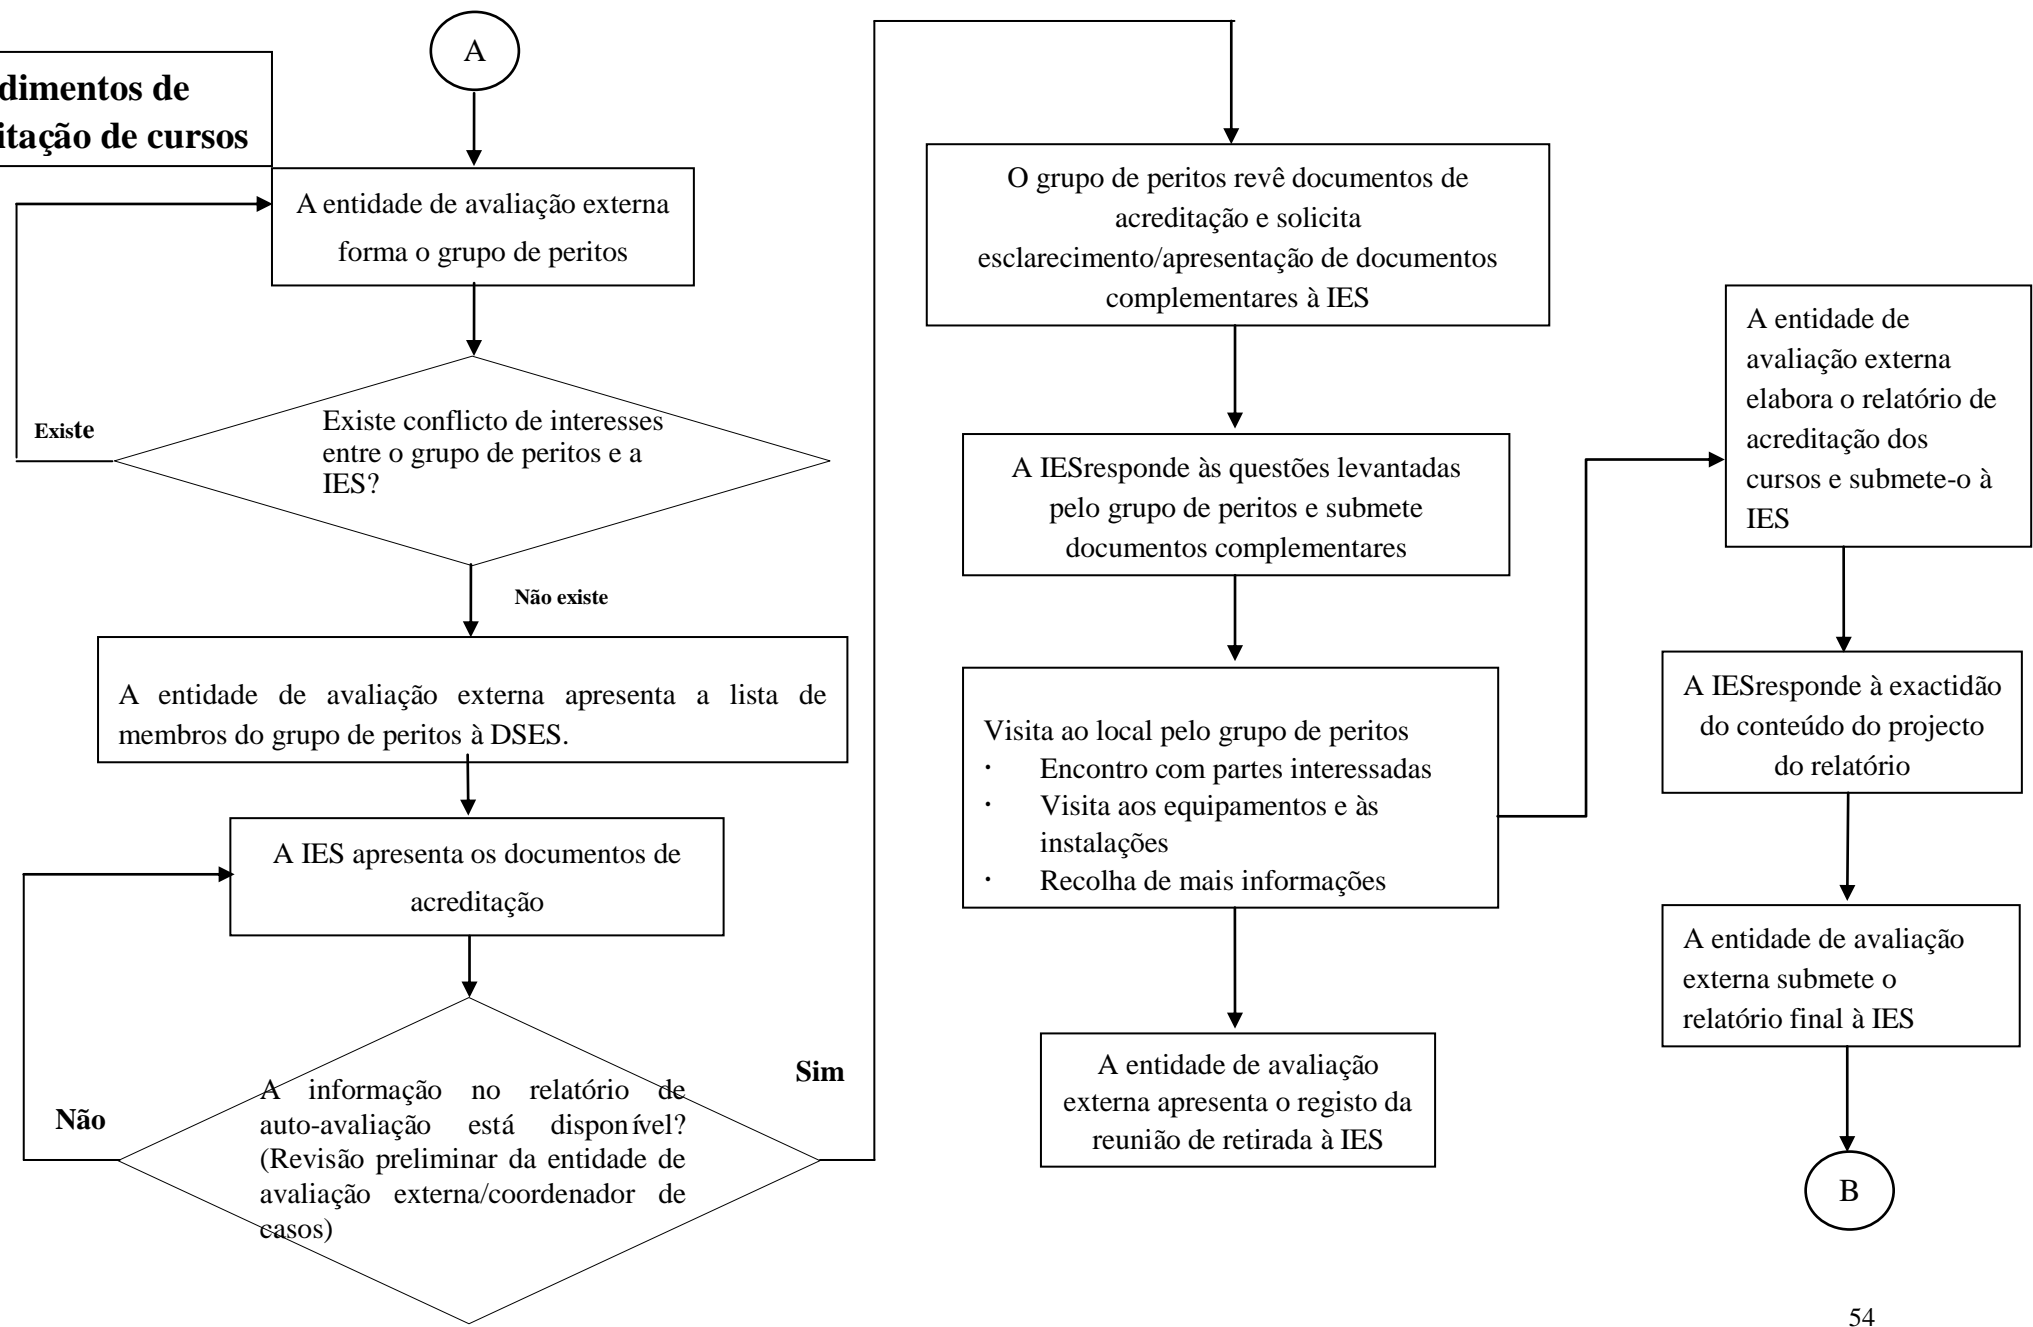 dimentos de
itação de cursos
A
A entidade de avaliação externa
forma o grupo de peritos
Existe conflicto de interesses
entre o grupo de peritos e a
IES?
Existe
Não existe
A entidade de avaliação externa apresenta a lista de
membros do grupo de peritos à DSES.
A IES apresenta os documentos de
acreditação
A informação no relatório de
auto-avaliação está disponível?
(Revisão preliminar da entidade de
avaliação externa/coordenador de
casos)
Não
Sim
O grupo de peritos revê documentos de
acreditação e solicita
esclarecimento/apresentação de documentos
complementares à IES
A IESresponde às questões levantadas
pelo grupo de peritos e submete
documentos complementares
Visita ao local pelo grupo de peritos
· Encontro com partes interessadas
· Visita aos equipamentos e às
instalações
· Recolha de mais informações
A entidade de avaliação
externa apresenta o registo da
reunião de retirada à IES
A entidade de
avaliação externa
elabora o relatório de
acreditação dos
cursos e submete-o à
IES
A IESresponde à exactidão
do conteúdo do projecto
do relatório
A entidade de avaliação
externa submete o
relatório final à IES
B
54